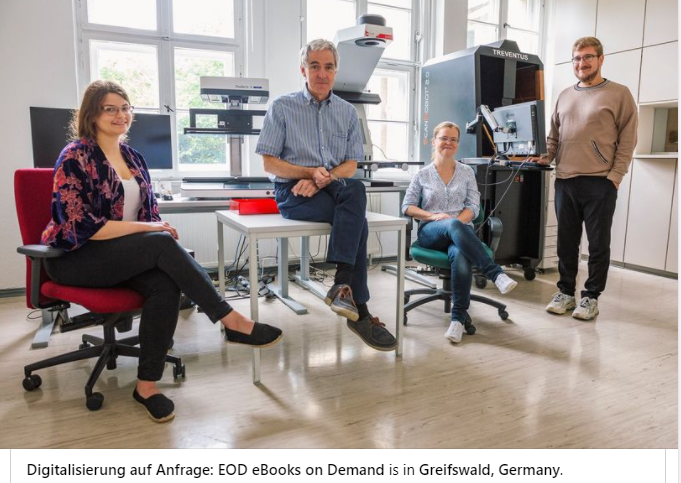 TREVENTUS
Digitalisierung auf Anfrage: EOD eBooks on Demand is in Greifswald, Germany.